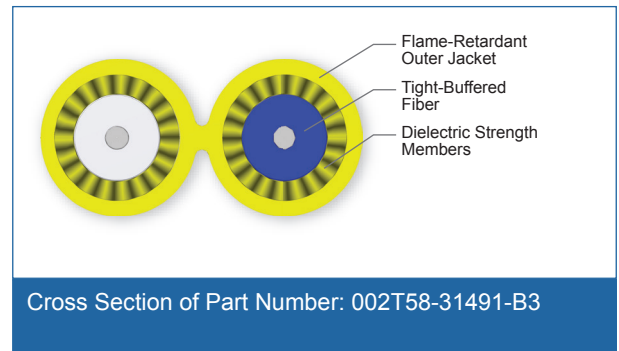 Flame-Retardant
Outer Jacket
Tight-Buffered
Fiber
Dielectric Strength
Members
Cross Section of Part Number: 002T58-31491-B3